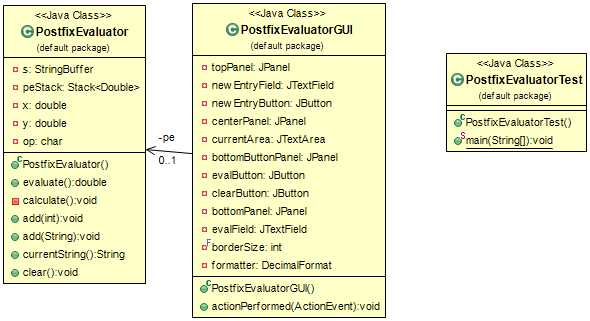 <<Java Class>>
PostfixEvaluator
(default package)
s: StringBuffer
peStack: Stack<Double>
x: double
y: double
op: char
PostfixEvaluator()
evaluate():double
calculate():void
add(int):void
add(String):void
currentString():String
clear():void
-pe
0..1
<<Java Class>>
PostfixEvaluatorGUI
(default package)
topPanel: JPanel
newEntryField: JTextField
newEntryButton: JButton
centerPanel: JPanel
currentArea: JTextArea
bottomButtonPanel: JPanel
evalButton: JButton
clearButton: JButton
bottomPanel: JPanel
evalField: JTextField
borderSize: int
formatter: DecimalFormat
PostfixEvaluatorGUI()
actionPerformed(ActionEvent):void
<<Java Class>>
PostfixEvaluatorTest
(default package)
PostfixEvaluatorTest()
main(String[]):void